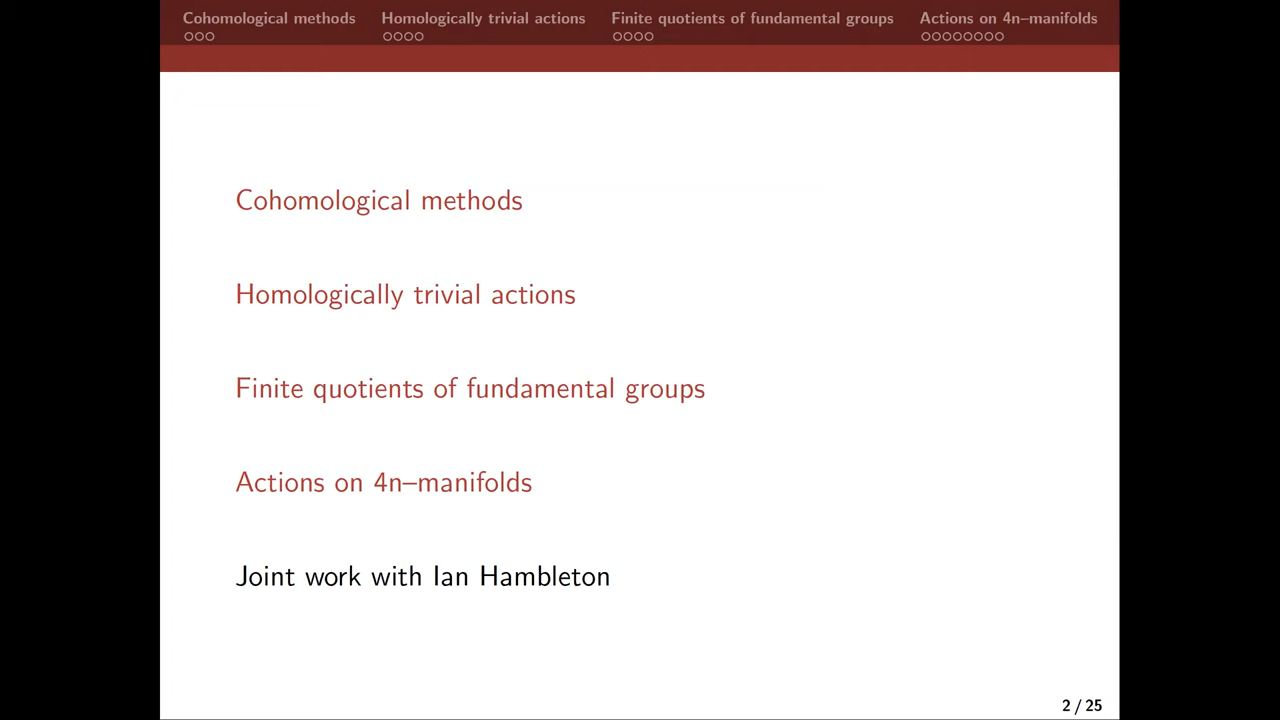 Cohomological methods Homologically trivial actions Finite quotients of fundamental groups Actions on 4n–manifolds
Cohomological methods
Homologically trivial actions
Finite quotients of fundamental groups
Actions on 4n–manifolds
Joint work with Ian Hambleton
2 / 25